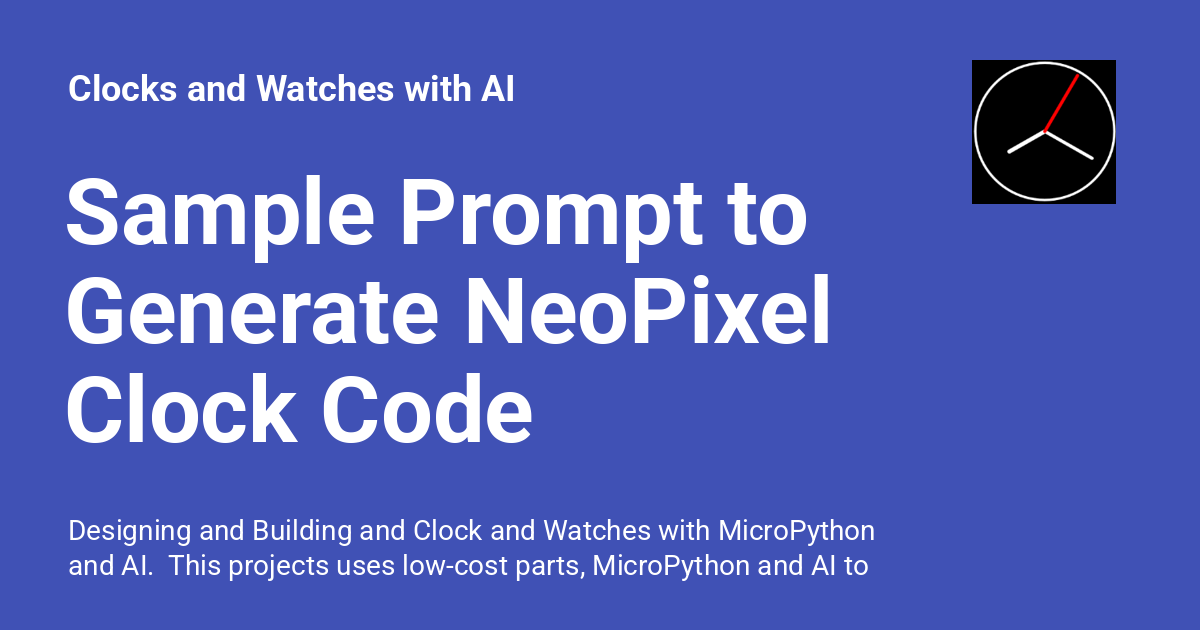 Clocks and Watches with AI
Sample Prompt to
Generate NeoPixel
Clock Code
Designing and Building and Clock and Watches with MicroPython
and AI.  This projects uses low-cost parts, MicroPython and AI to